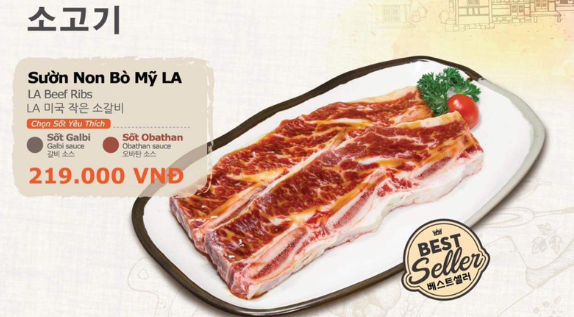 소고기
Sườn Non Bò Mỹ LA
LA Beef Ribs
LA 미국 작은 소갈비
Chọn Sốt Yêu Thích
Sốt Galbi
Galbi sauce
갈비 소스
Sốt Obathan
Obathan sauce
오바탄 소스
219.000 VNĐ
BEST
Seller
베스트셀러